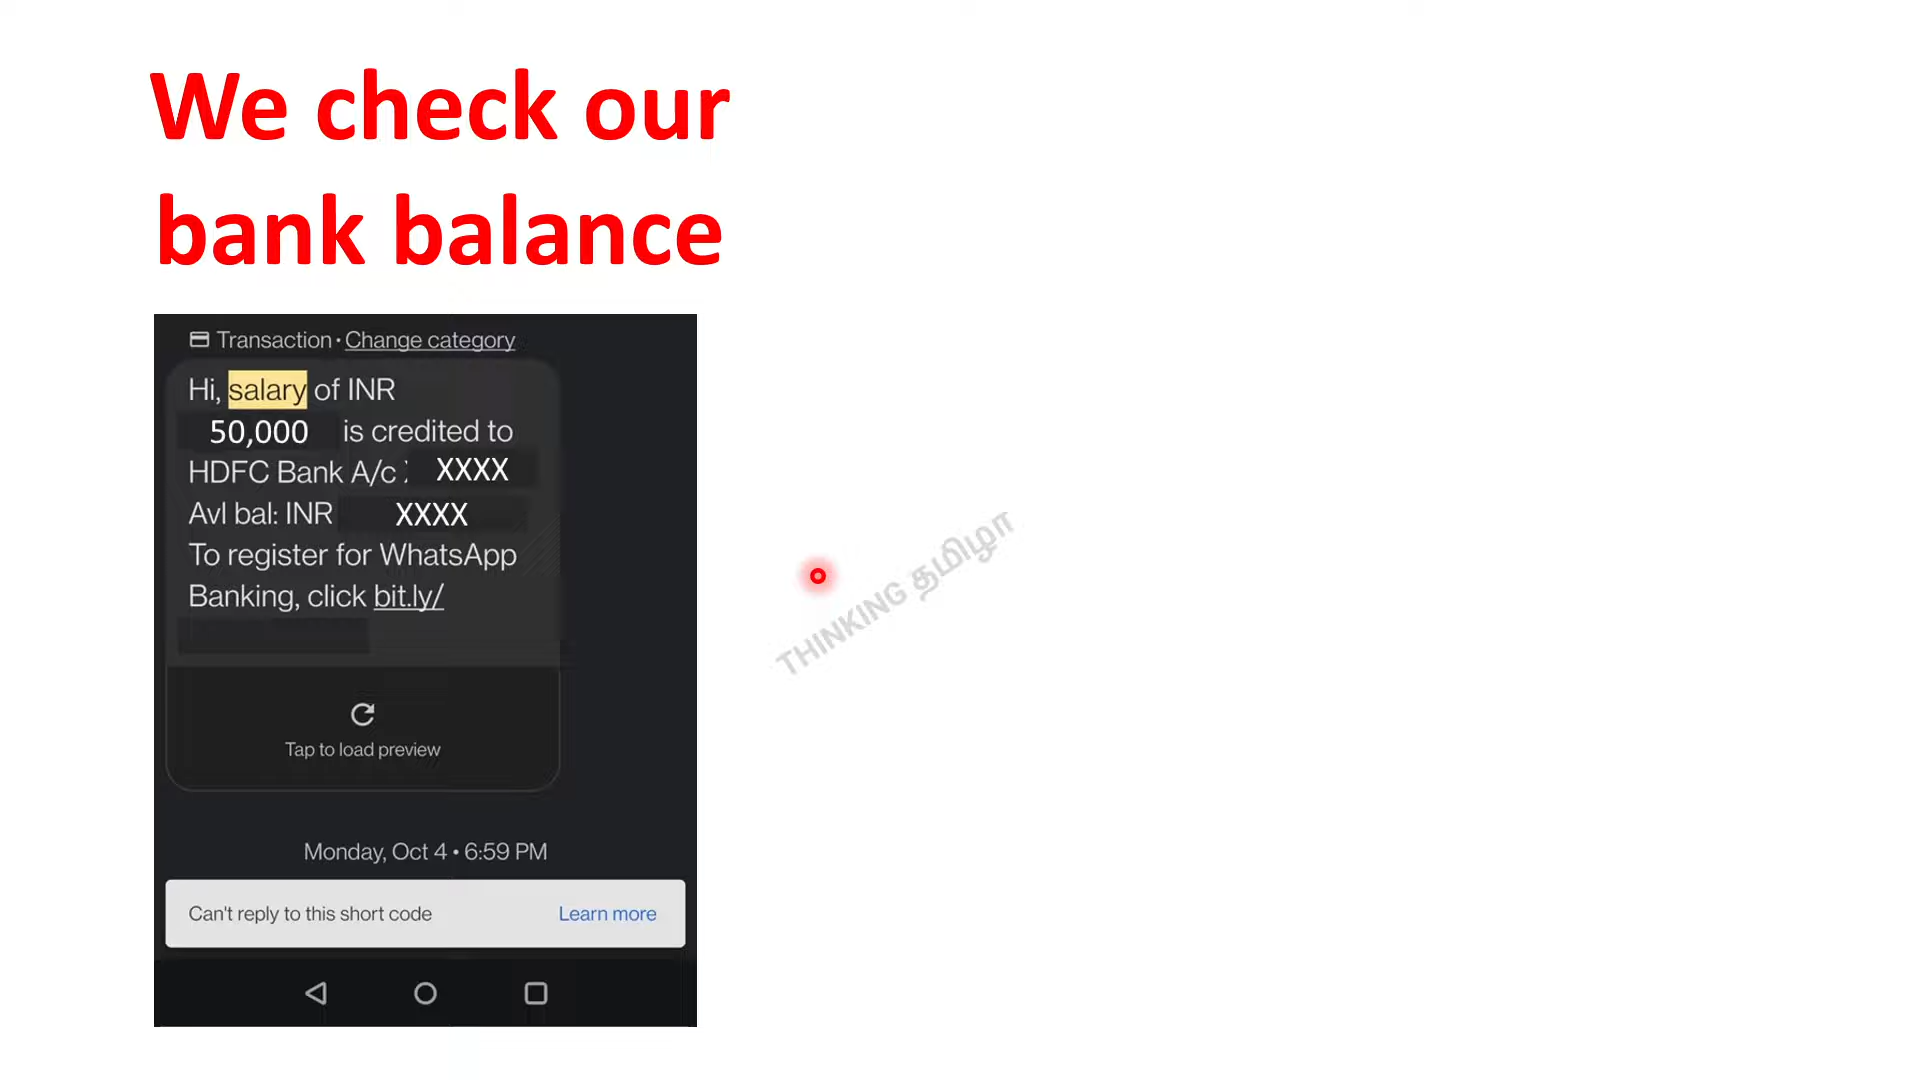 We check our
bank balance
Transaction • Change category
Hi, salary of INR
50,000 is credited to
HDFC Bank A/c XXXX
Avl bal: INR XXXX
To register for WhatsApp
Banking, click bit.ly/
Tap to load preview
Monday, Oct 4 • 6:59 PM
Can't reply to this short code Learn more
THINKING தமிழா